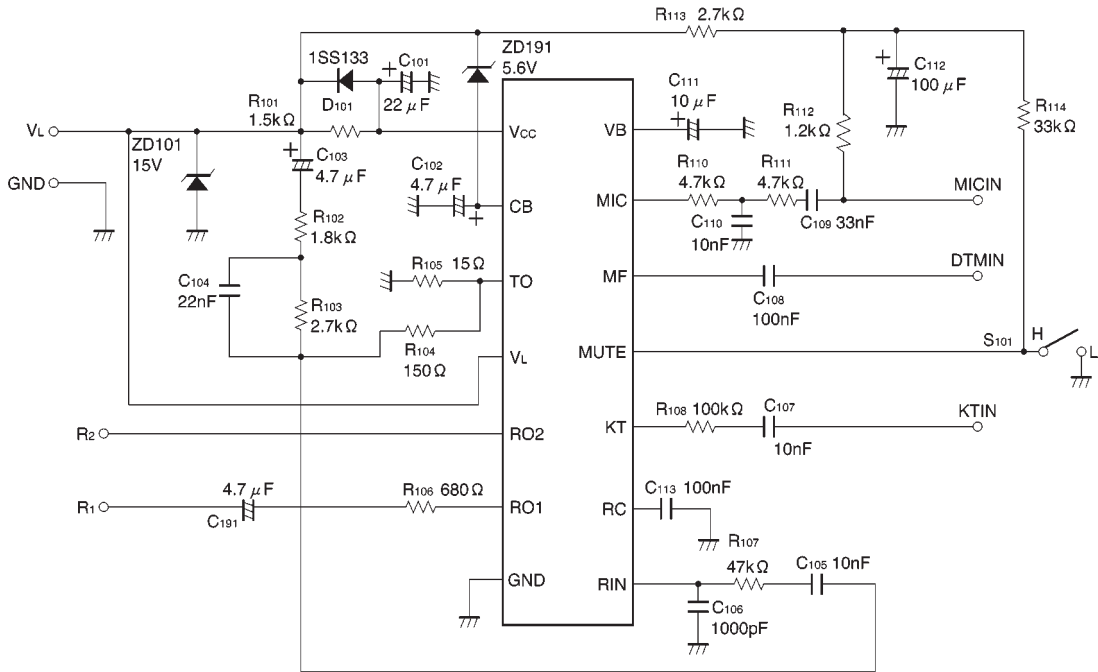 R113 2.7kΩ
1SS133
D101
C101
22 μF
ZD191
5.6V
C111
10 μF
C112
100 μF
R112
1.2kΩ
R114
33kΩ
R101
1.5kΩ
VL
ZD101
15V
GND
C103
4.7 μF
C102
4.7 μF
R102
1.8kΩ
C104
22nF
R103
2.7kΩ
R105 15Ω
R104
150Ω
VCC
CB
TO
VL
RO2
RO1
GND
VB
MIC
MF
MUTE
KT
RC
RIN
R110
4.7kΩ
R111
4.7kΩ
C110
10nF
C109 33nF
MICIN
DTMIN
C108
100nF
S101
H
L
R108 100kΩ
C107
10nF
KTIN
R2
R1
4.7 μF
C191
R106 680Ω
C113 100nF
R107
47kΩ
C105 10nF
C106
1000pF